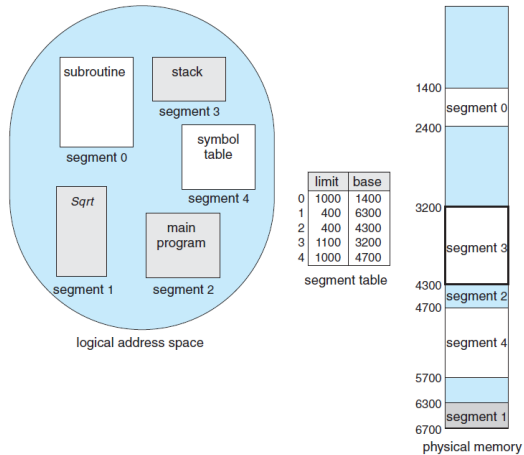 subroutine
segment 0
stack
segment 3
symbol
table
segment 4
Sqrt
segment 1
main
program
segment 2
logical address space
limit base
0 1000 1400
1 400 6300
2 400 4300
3 1100 3200
4 1000 4700
segment table
1400
segment 0
2400
3200
segment 3
4300
segment 2
4700
segment 4
5700
6300
segment 1
6700
physical memory